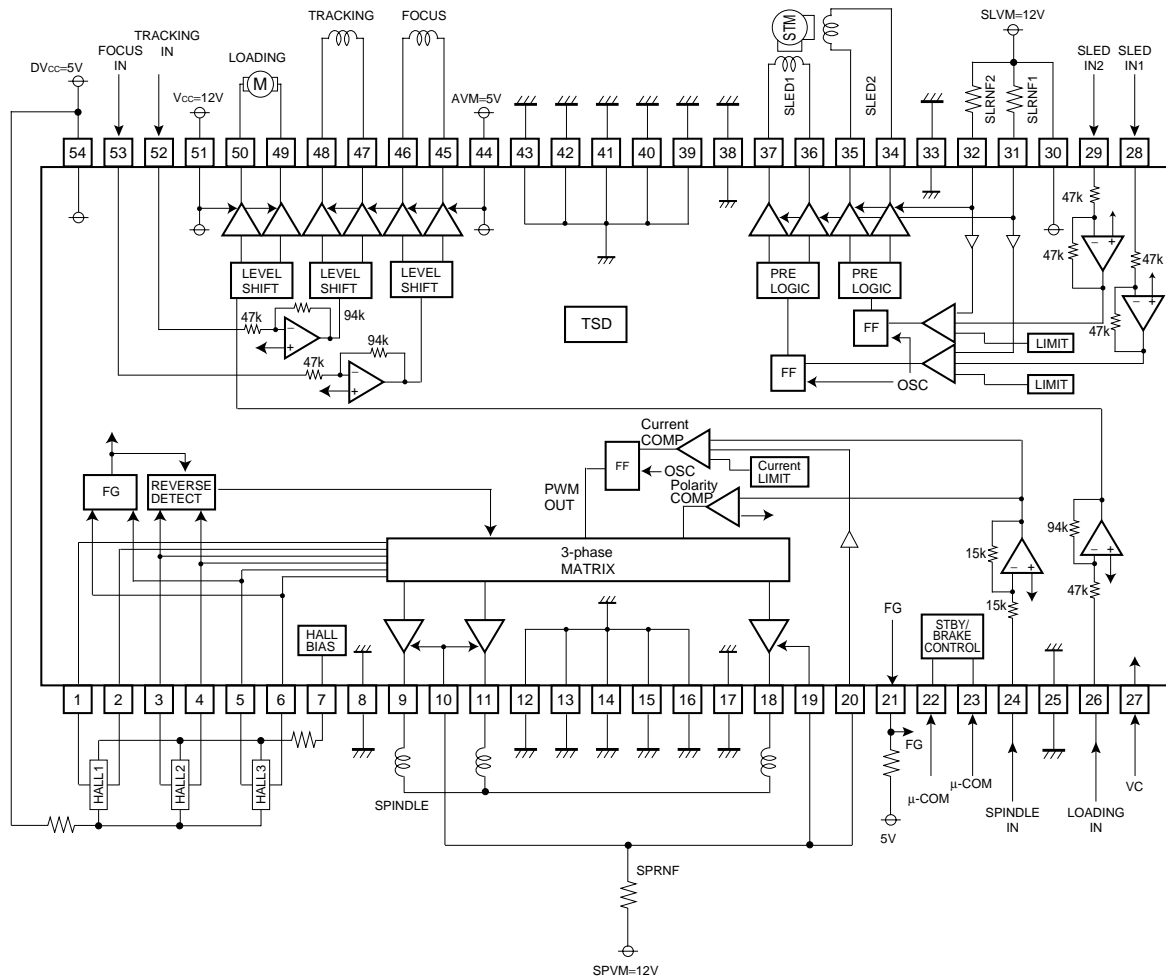 TRACKING
FOCUS
SLVM=12V
FOCUS
IN
TRACKING
IN
LOADING
STM
SLED
IN2
SLED
IN1
DVcc=5V
Vcc=12V
M
AVM=5V
SLED1
SLED2
SLRNF2
SLRNF1
54
53
52
51
50
49
48
47
46
45
44
43
42
41
40
39
38
37
36
35
34
33
32
31
30
29
28
47k
47k
47k
47k
− +
− +
LEVEL
SHIFT
LEVEL
SHIFT
LEVEL
SHIFT
PRE
LOGIC
PRE
LOGIC
TSD
47k
94k
−
+
47k
94k
−
+
FF
FF
LIMIT
LIMIT
OSC
Current
COMP
FF
OSC
Current
LIMIT
PWM
OUT
Polarity
COMP
FG
REVERSE
DETECT
3-phase
MATRIX
15k
− +
15k
94k
− +
47k
HALL
BIAS
FG
STBY/
BRAKE
CONTROL
1
2
3
4
5
6
7
8
9
10
11
12
13
14
15
16
17
18
19
20
21
22
23
24
25
26
27
HALL1
HALL2
HALL3
SPINDLE
FG
5V
μ-COM
μ-COM
SPINDLE
IN
LOADING
IN
VC
SPRNF
SPVM=12V